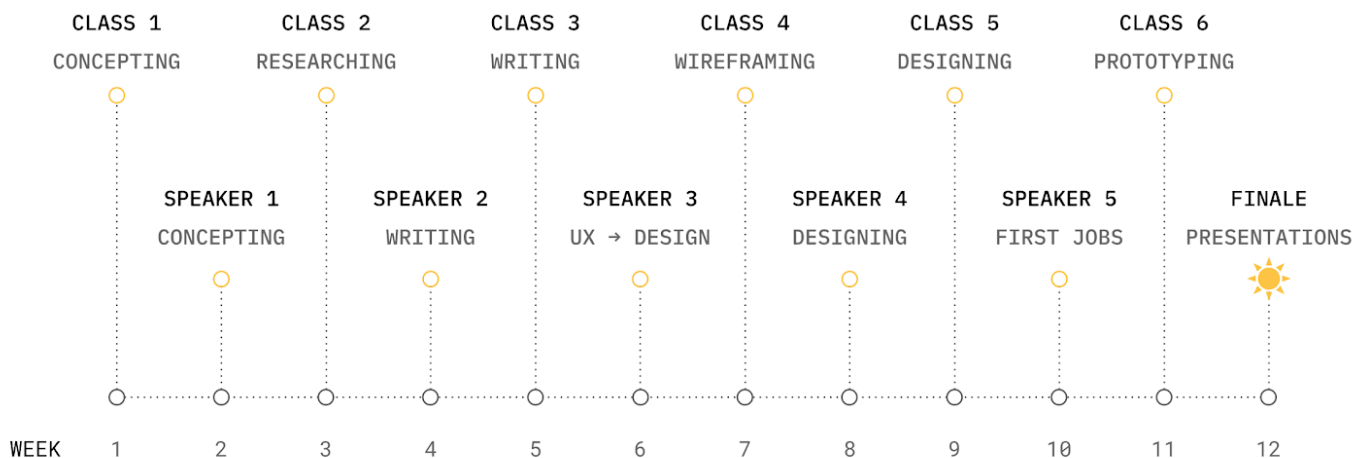 CLASS 1
CONCEPTING
CLASS 2
RESEARCHING
CLASS 3
WRITING
CLASS 4
WIREFRAMING
CLASS 5
DESIGNING
CLASS 6
PROTOTYPING
SPEAKER 1
CONCEPTING
SPEAKER 2
WRITING
SPEAKER 3
UX → DESIGN
SPEAKER 4
DESIGNING
SPEAKER 5
FIRST JOBS
FINALE
PRESENTATIONS
WEEK 1 2 3 4 5 6 7 8 9 10 11 12